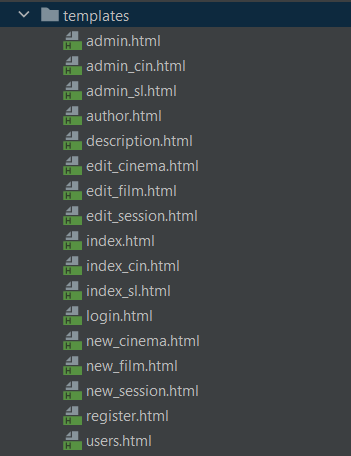 templates
admin.html
admin_cin.html
admin_sl.html
author.html
description.html
edit_cinema.html
edit_film.html
edit_session.html
index.html
index_cin.html
index_sl.html
login.html
new_cinema.html
new_film.html
new_session.html
register.html
users.html